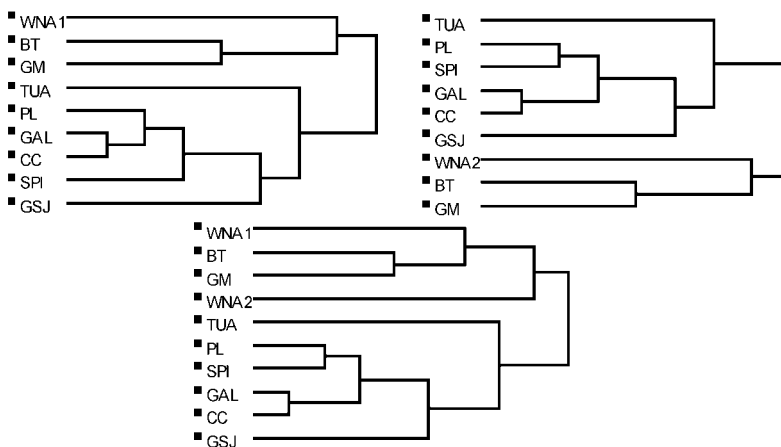 WNA1
BT
GM
TUA
PL
GAL
CC
SPI
GSJ
TUA
PL
SPI
GAL
CC
GSJ
WNA2
BT
GM
WNA1
BT
GM
WNA2
TUA
PL
SPI
GAL
CC
GSJ